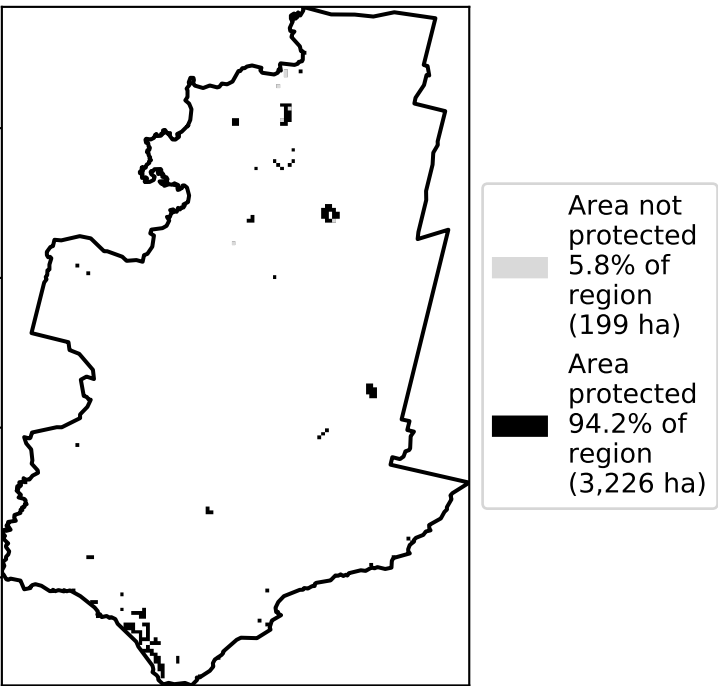 Area not
protected
5.8% of
region
(199 ha)
Area
protected
94.2% of
region
(3,226 ha)